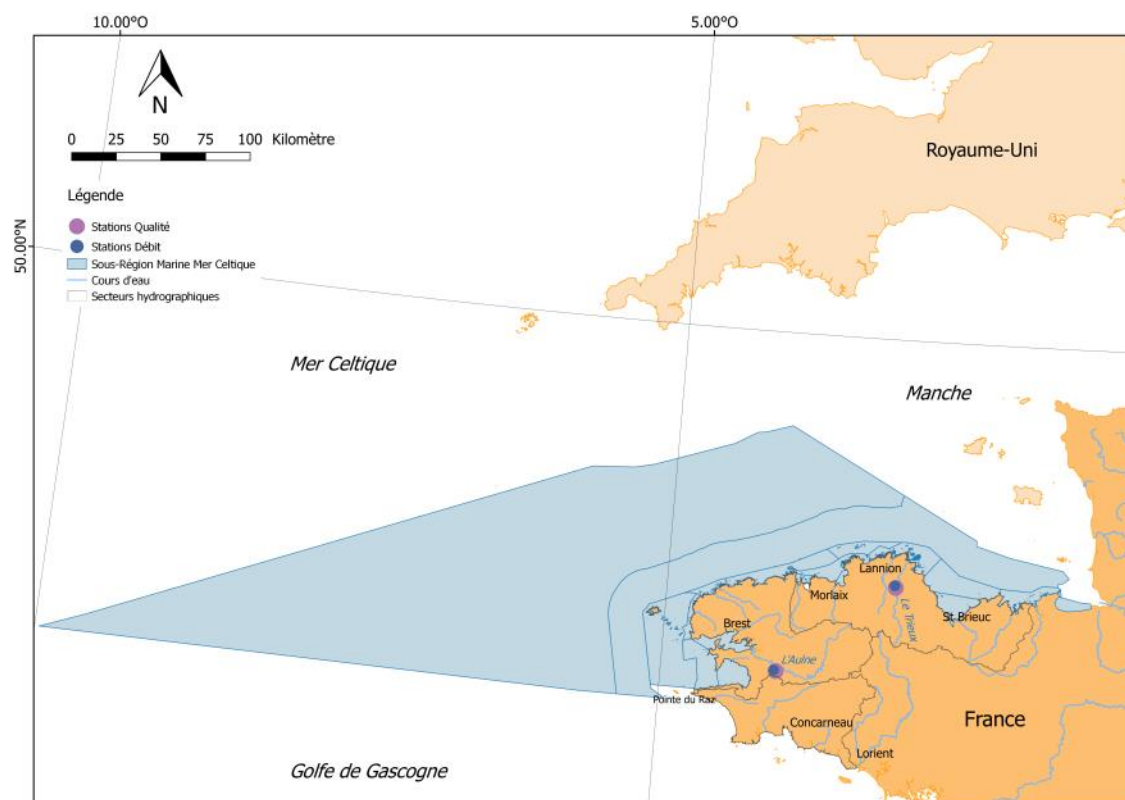 10.00°O
5.00°O
N
0 25 50 75 100 Kilomètre
Légende
Stations Qualité
Stations Débit
Sous-Région Marine Mer Celtique
Cours d'eau
Secteurs hydrographiques
50.00°N
Royaume-Uni
Mer Celtique
Manche
Lannion
Morlaix
Le Trieux
St Brieuc
Brest
L'Aulne
Pointe du Raz
Concarneau
France
Lorient
Golfe de Gascogne